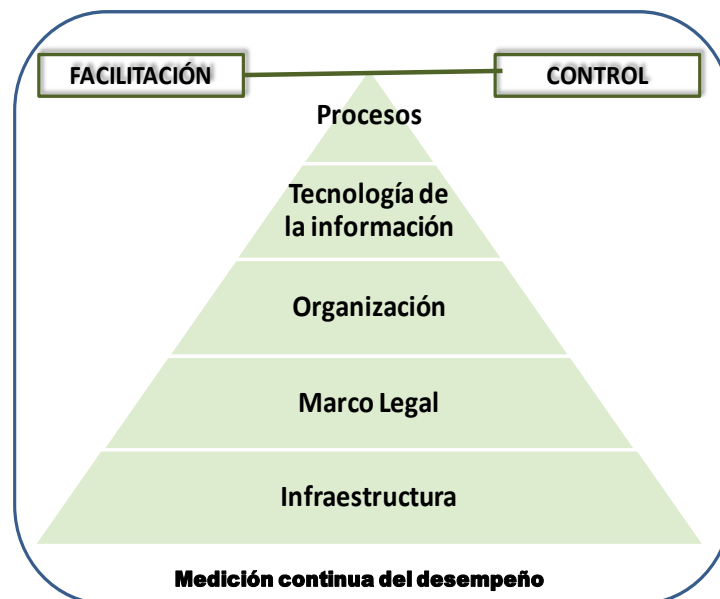 FACILITACIÓN
CONTROL
Procesos
Tecnología de
la información
Organización
Marco Legal
Infraestructura
Medición continua del desempeño